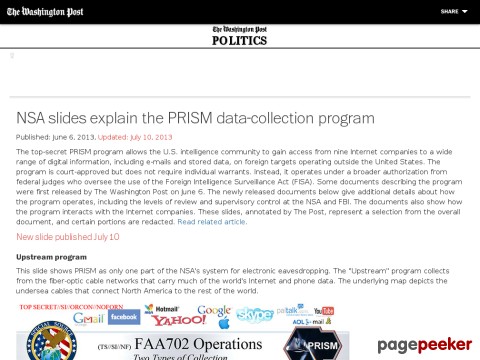 The Washington Post
SHARE
The Washington Post
POLITICS
NSA slides explain the PRISM data-collection program
Published: June 6, 2013, Updated: July 10, 2013
The top-secret PRISM program allows the U.S. intelligence community to gain access from nine Internet companies to a wide
range of digital information, including e-mails and stored data, on foreign targets operating outside the United States. The
program is court-approved but does not require individual warrants. Instead, it operates under a broader authorization from
federal judges who oversee the use of the Foreign Intelligence Surveillance Act (FISA). Some documents describing the
program were first released by The Washington Post on June 6. The newly released documents below give additional details about how
the program operates, including the levels of review and supervisory control at the NSA and FBI. The documents also show how
the program interacts with the Internet companies. These slides, annotated by The Post, represent a selection from the overall
document, and certain portions are redacted. Read related article.
New slide published July 10
Upstream program
This slide shows PRISM as only one part of the NSA's system for electronic eavesdropping. The "Upstream" program collects
from the fiber-optic cable networks that carry much of the world's Internet and phone data. The underlying map depicts the
undersea cables that connect North America to the rest of the world.
TOP SECRET//SI//ORCON//NOFORN
Gmail facebook Hotmail YAHOO! Google skype paltalk YouTube
AOL mail
(TS//SI//NF) FAA702 Operations
Two Types of Collection
PRISM
pagepeeker